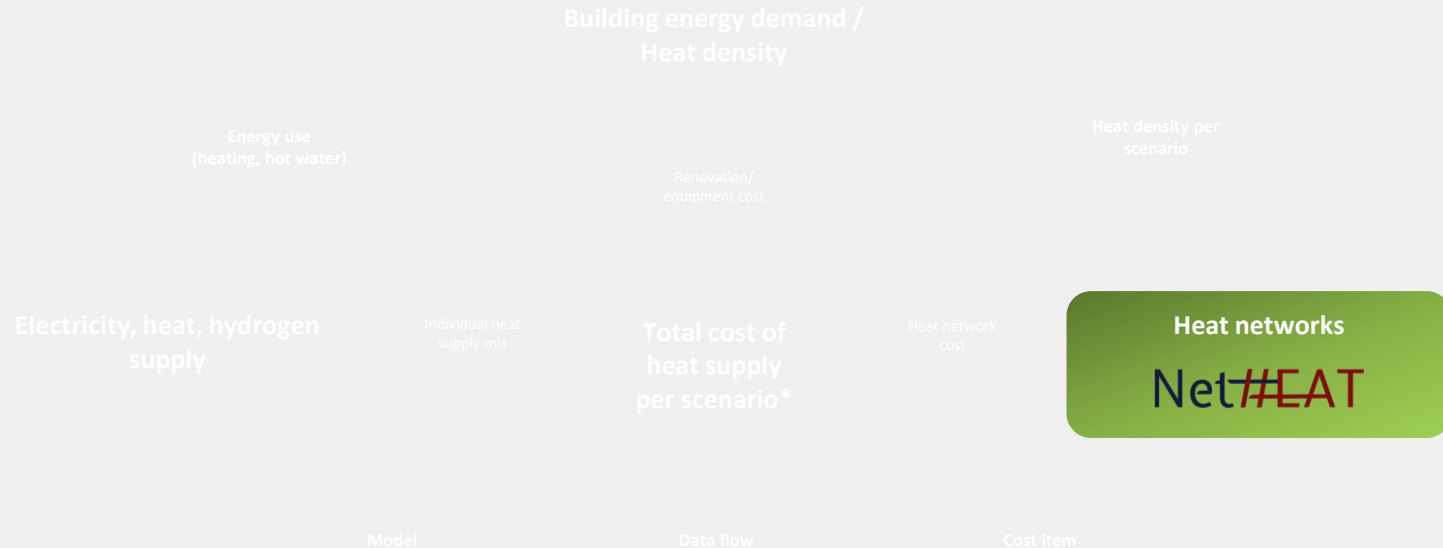 Building energy demand /
Heat density
Energy use
(heating, hot water)
Heat density per
scenario
Renovation/
equipment cost
Electricity, heat, hydrogen
supply
Individual heat
supply mix
Total cost of
heat supply
per scenario*
Heat network
cost
Heat networks
NetHEAT
Model
Data flow
Cost item